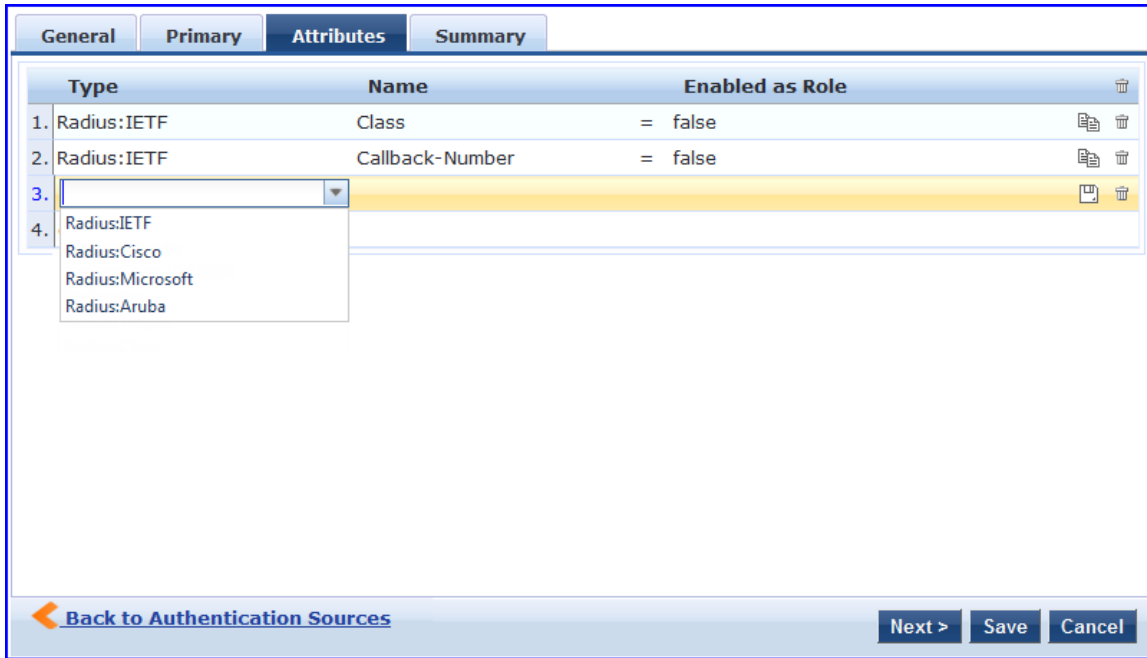 General Primary Attributes Summary
Type Name Enabled as Role
1. Radius:IETF Class = false
2. Radius:IETF Callback-Number = false
3.
4.
Radius:IETF
Radius:Cisco
Radius:Microsoft
Radius:Aruba
Back to Authentication Sources Next > Save Cancel